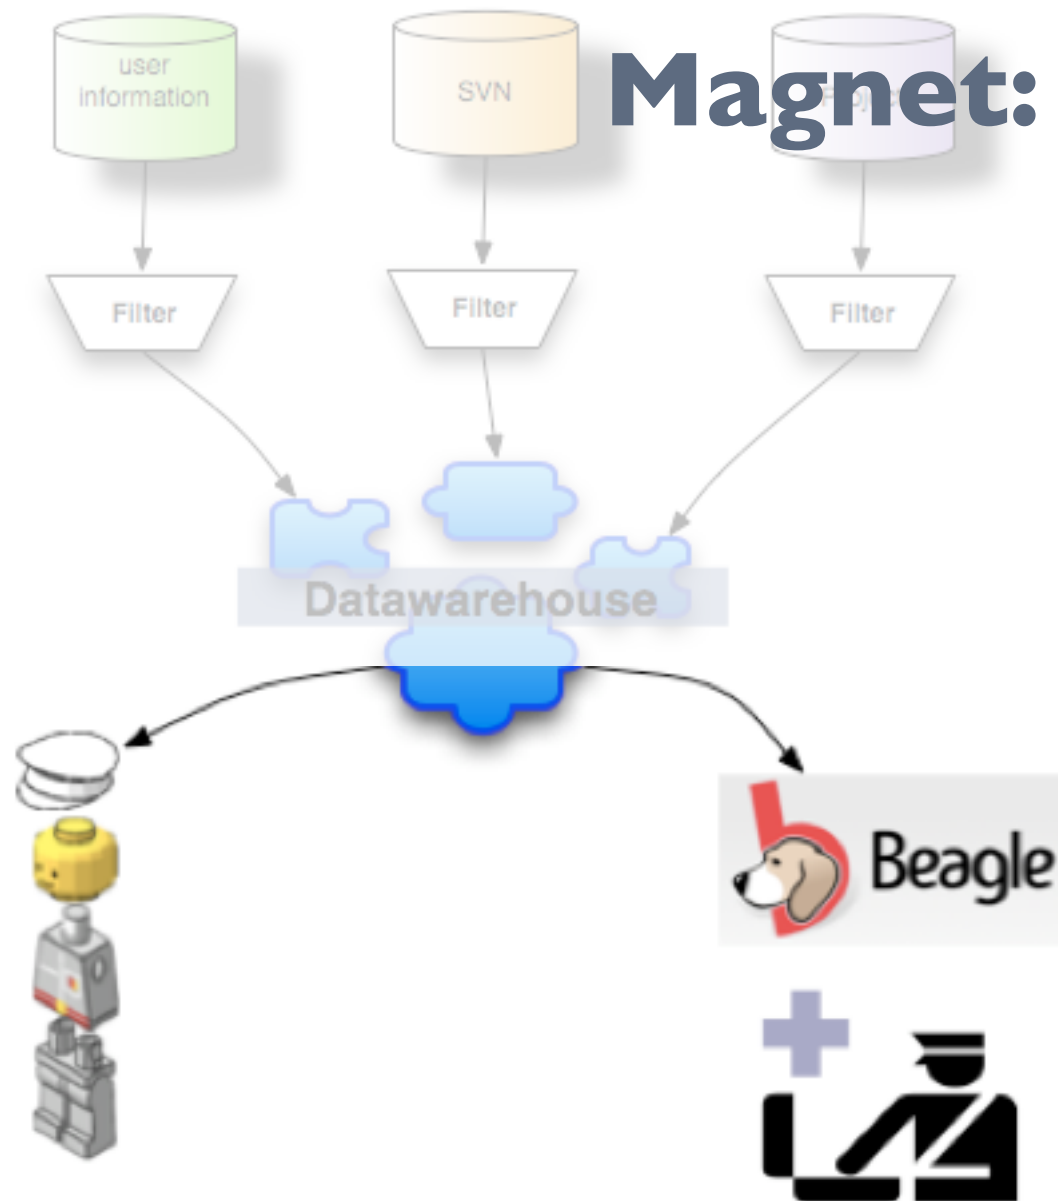 Magnet:
user
information
SVN
Filter
Filter
Filter
Datawarehouse
Beagle